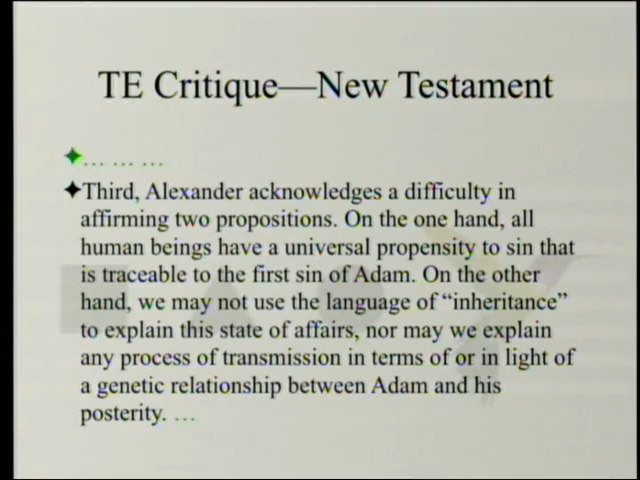 TE Critique—New Testament
… … …
Third, Alexander acknowledges a difficulty in
affirming two propositions. On the one hand, all
human beings have a universal propensity to sin that
is traceable to the first sin of Adam. On the other
hand, we may not use the language of “inheritance”
to explain this state of affairs, nor may we explain
any process of transmission in terms of or in light of
a genetic relationship between Adam and his
posterity. …